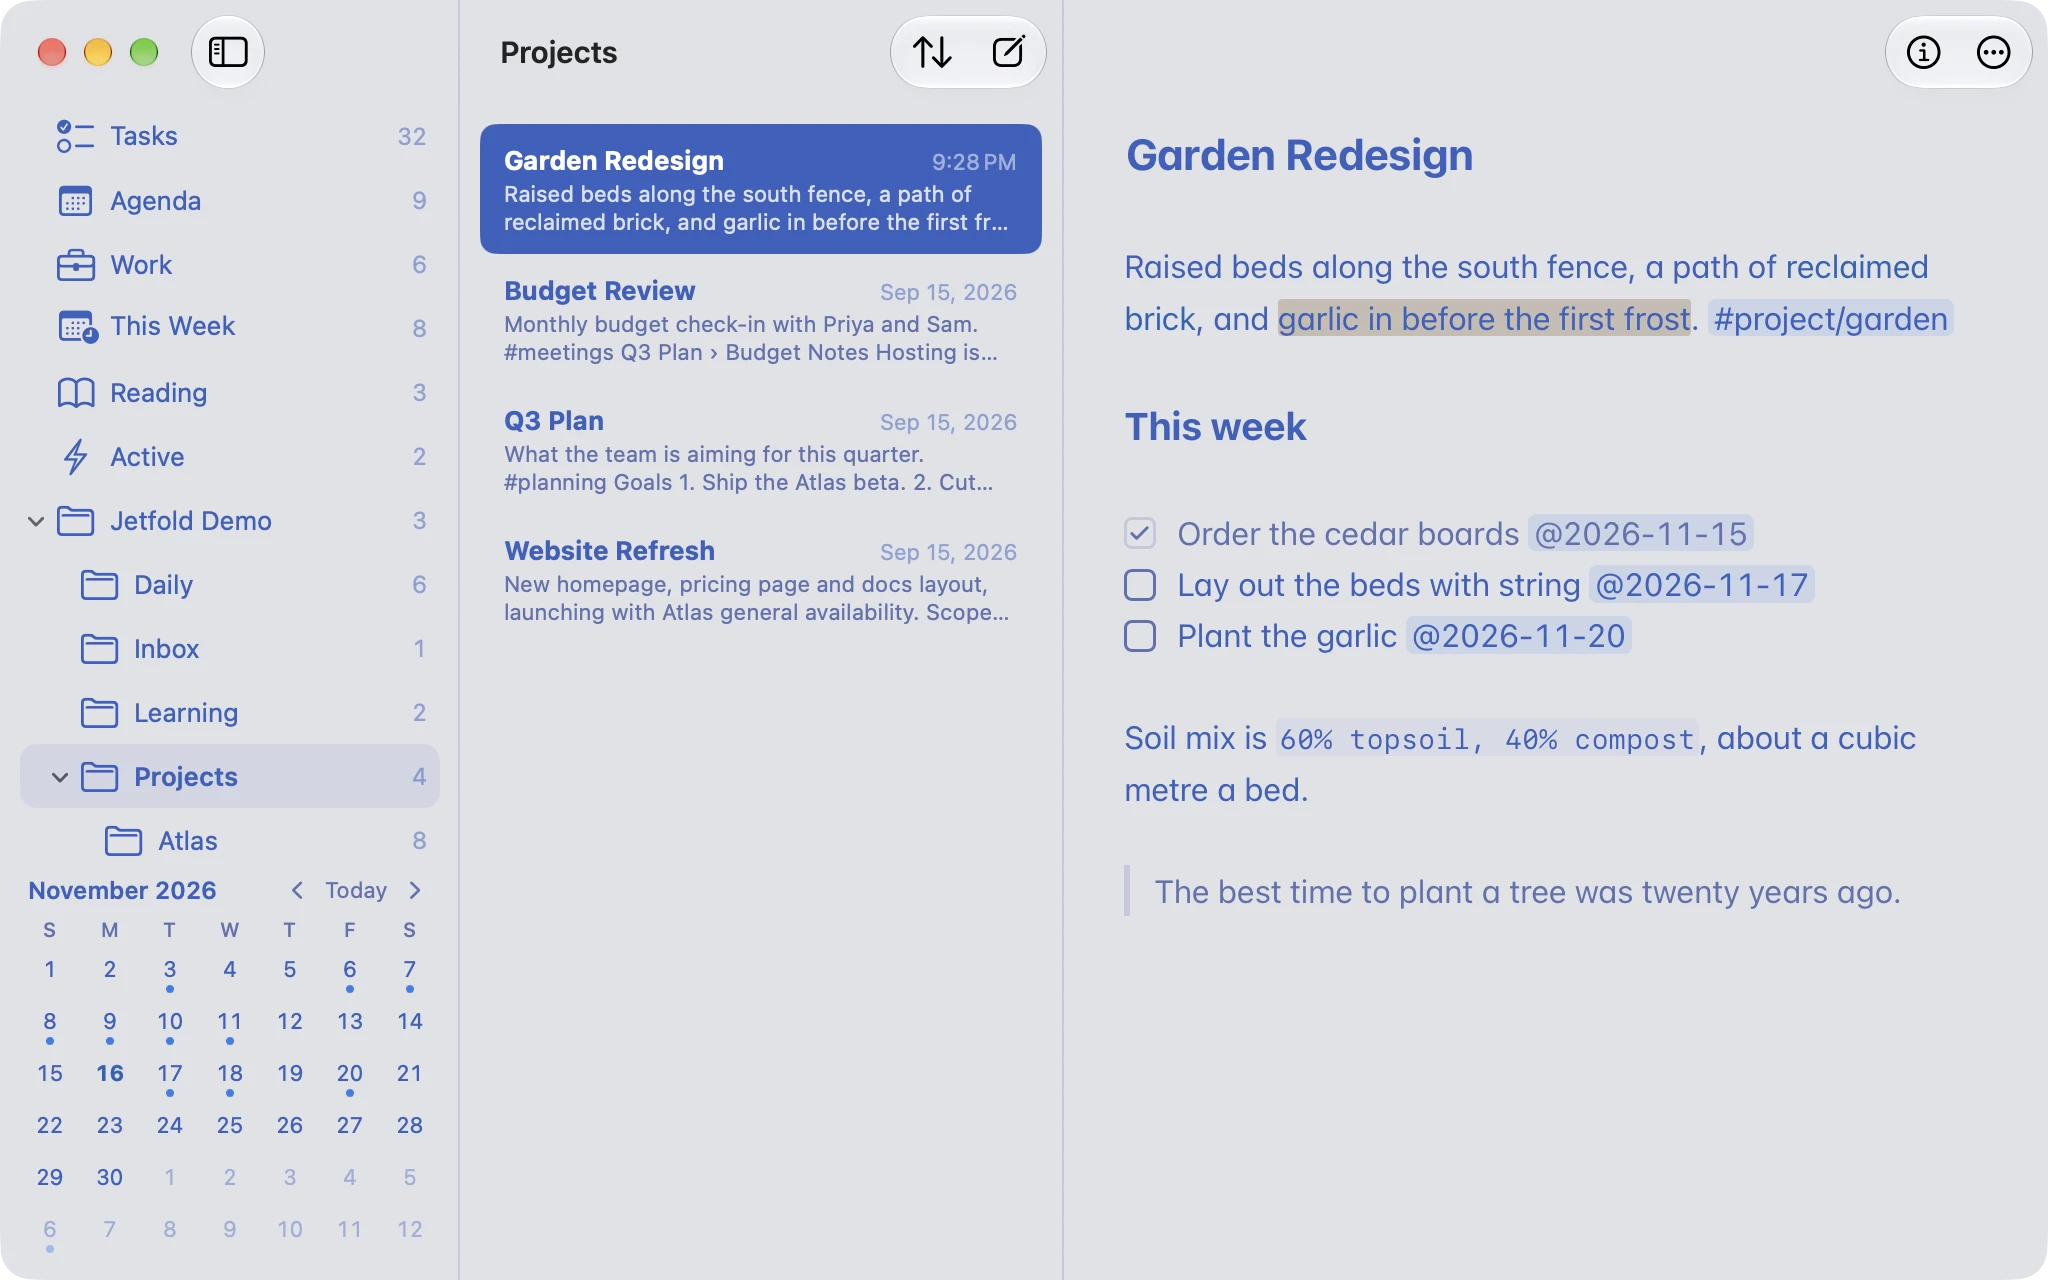 Projects
Tasks 32
Agenda 9
Work 6
This Week 8
Reading 3
Active 2
Jetfold Demo 3
Daily 6
Inbox 1
Learning 2
Projects 4
Atlas 8
November 2026 Today
S M T W T F S
1 2 3 4 5 6 7
8 9 10 11 12 13 14
15 16 17 18 19 20 21
22 23 24 25 26 27 28
29 30 1 2 3 4 5
6 7 8 9 10 11 12
Garden Redesign 9:28 PM
Raised beds along the south fence, a path of
reclaimed brick, and garlic in before the first fr...
Budget Review Sep 15, 2026
Monthly budget check-in with Priya and Sam.
#meetings Q3 Plan › Budget Notes Hosting is...
Q3 Plan Sep 15, 2026
What the team is aiming for this quarter.
#planning Goals 1. Ship the Atlas beta. 2. Cut...
Website Refresh Sep 15, 2026
New homepage, pricing page and docs layout,
launching with Atlas general availability. Scope...
Garden Redesign
Raised beds along the south fence, a path of reclaimed
brick, and garlic in before the first frost. #project/garden
This week
Order the cedar boards @2026-11-15
Lay out the beds with string @2026-11-17
Plant the garlic @2026-11-20
Soil mix is 60% topsoil, 40% compost, about a cubic
metre a bed.
The best time to plant a tree was twenty years ago.